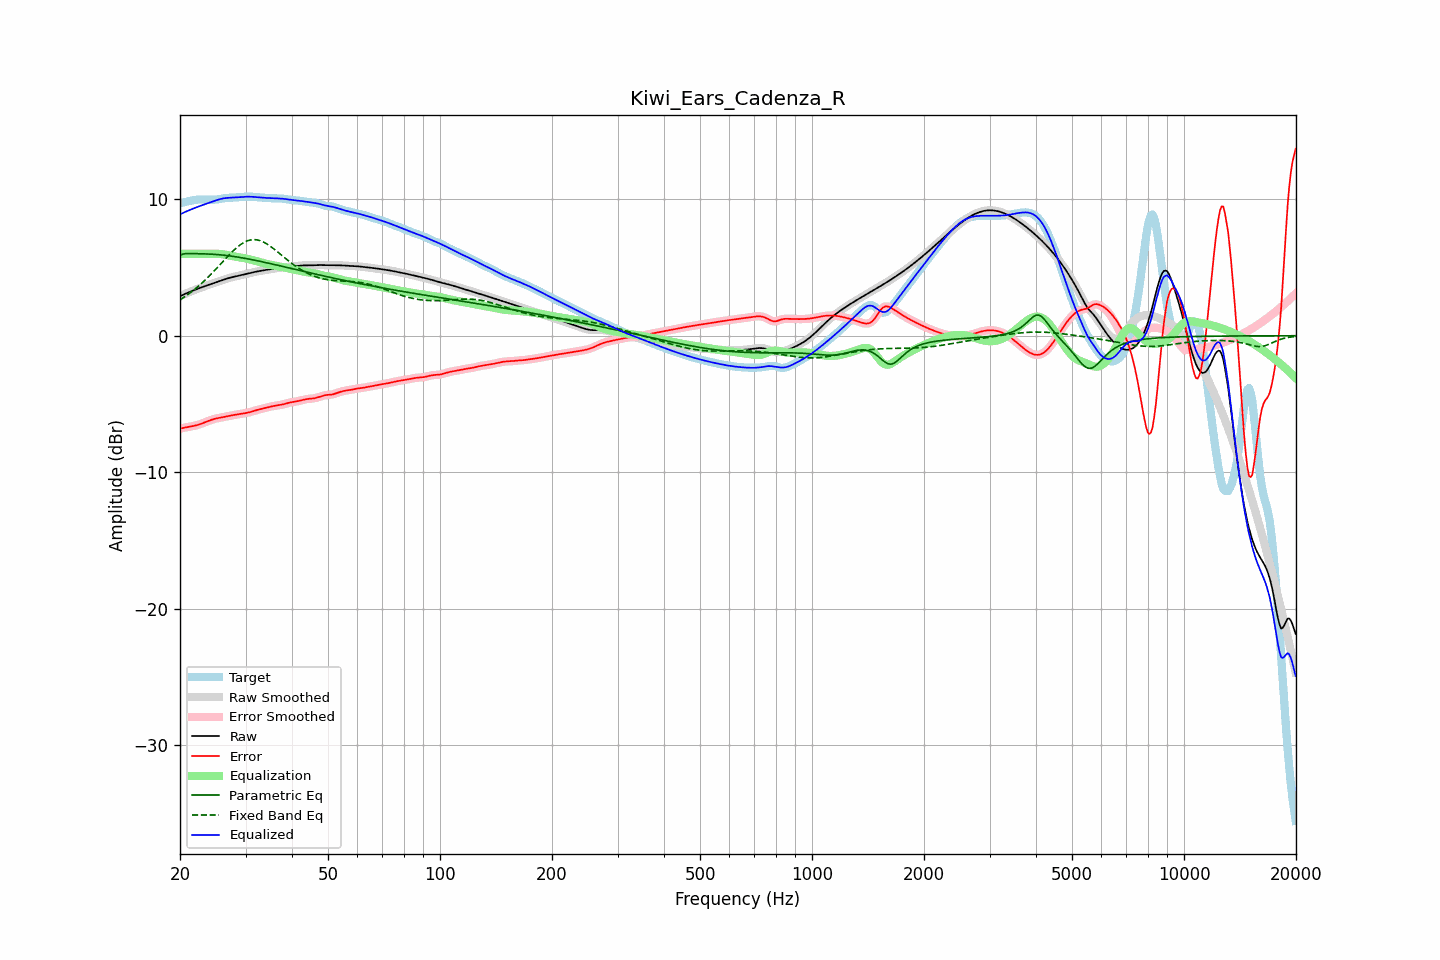 Kiwi_Ears_Cadenza_R
Amplitude (dBr)
10
0
−10
−20
−30
Target
Raw Smoothed
Error Smoothed
Raw
Error
Equalization
Parametric Eq
Fixed Band Eq
Equalized
20 50 100 200 500 1000 2000 5000 10000 20000
Frequency (Hz)